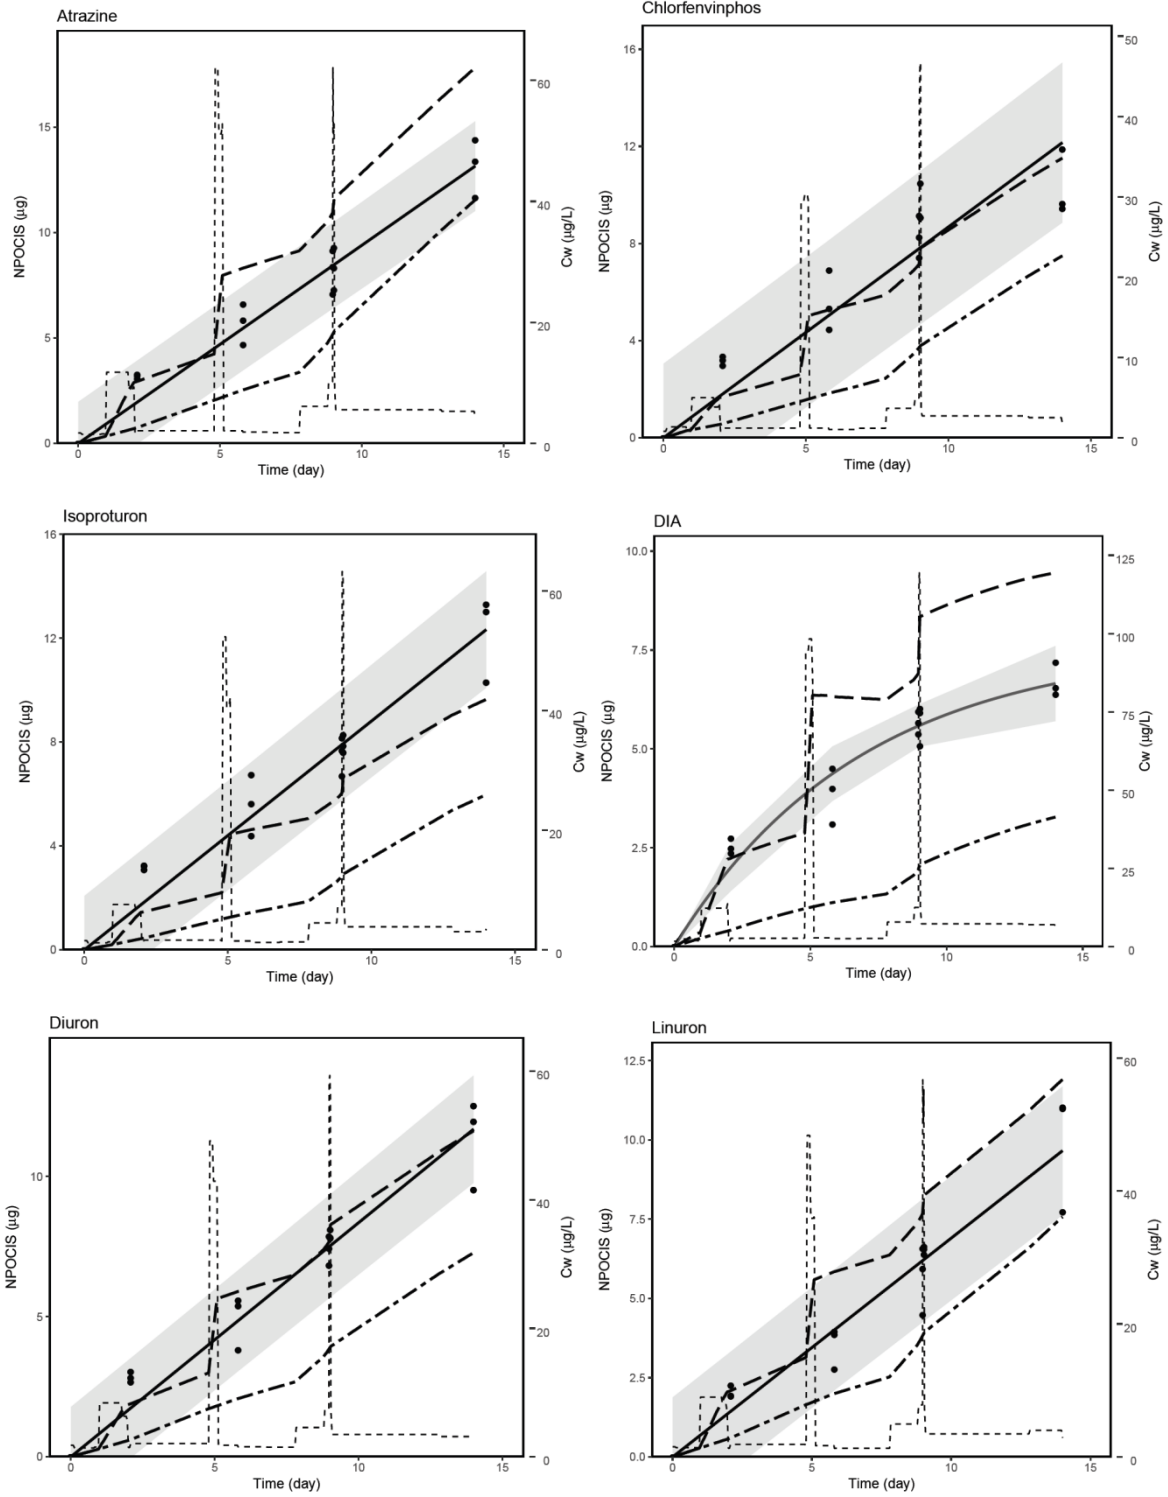 Atrazine
15
10
5
0
NPOCIS (µg)
60
40
20
0
Cw (µg/L)
0 5 10 15
Time (day)
Chlorfenvinphos
16
12
8
4
0
NPOCIS (µg)
50
40
30
20
10
0
Cw (µg/L)
0 5 10 15
Time (day)
Isoproturon
16
12
8
4
0
NPOCIS (µg)
60
40
20
0
Cw (µg/L)
0 5 10 15
Time (day)
DIA
10.0
7.5
5.0
2.5
0.0
NPOCIS (µg)
125
100
75
50
25
0
Cw (µg/L)
0 5 10 15
Time (day)
Diuron
10
5
0
NPOCIS (µg)
60
40
20
0
Cw (µg/L)
0 5 10 15
Time (day)
Linuron
12.5
10.0
7.5
5.0
2.5
0.0
NPOCIS (µg)
60
40
20
0
Cw (µg/L)
0 5 10 15
Time (day)